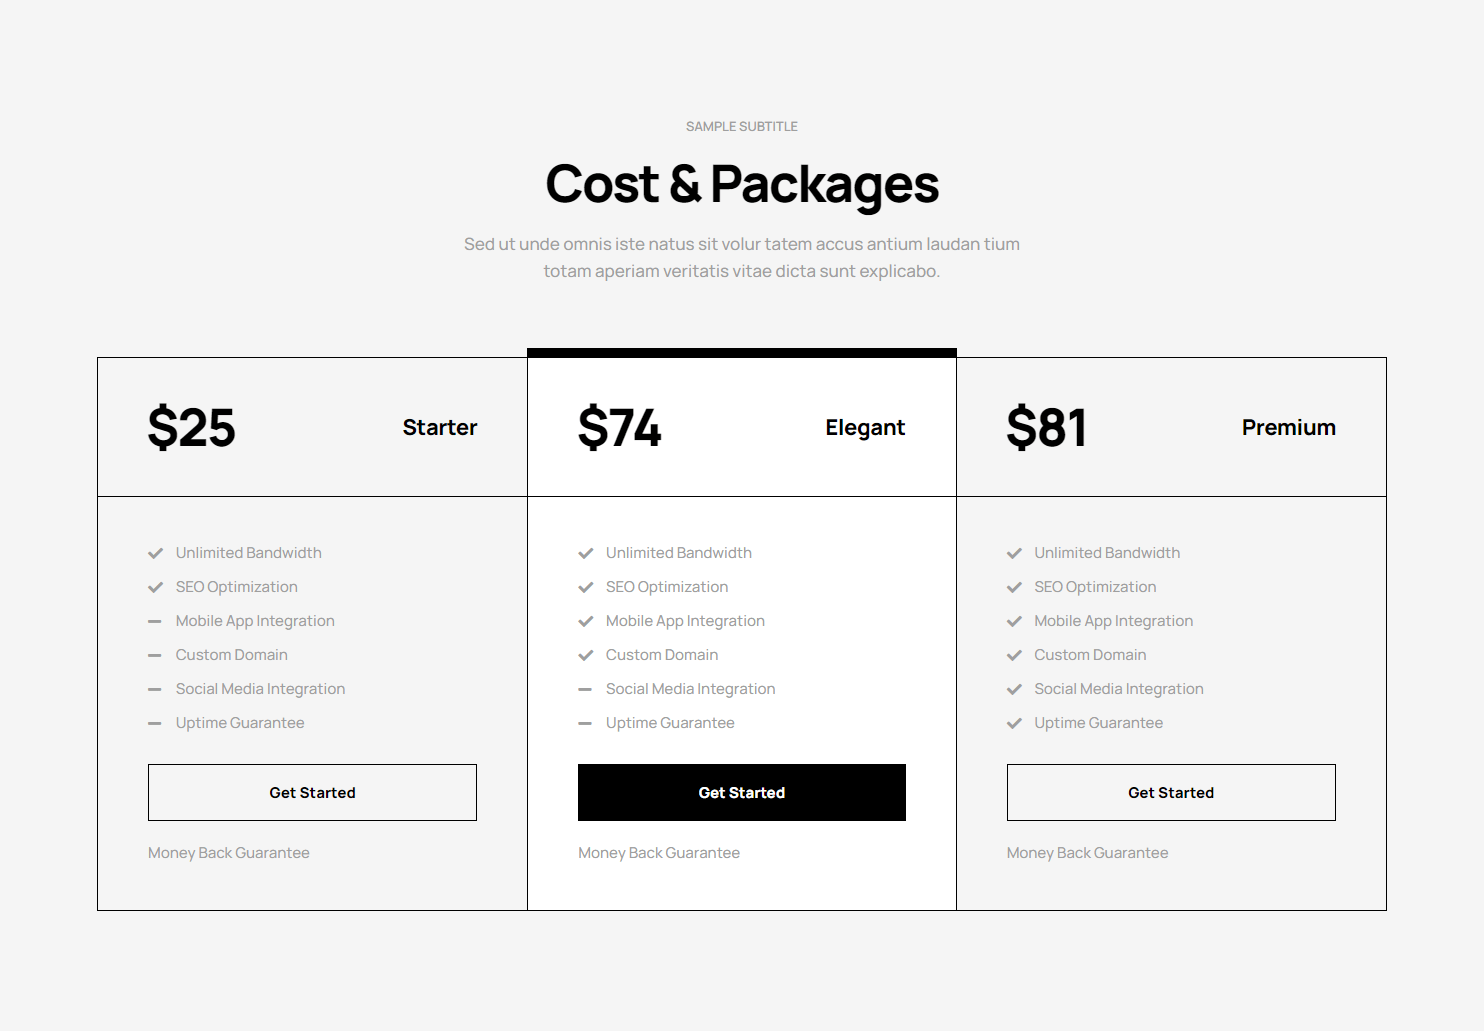 SAMPLE SUBTITLE
Cost & Packages
Sed ut unde omnis iste natus sit volur tatem accus antium laudan tium
totam aperiam veritatis vitae dicta sunt explicabo.
$25 Starter
Unlimited Bandwidth
SEO Optimization
Mobile App Integration
Custom Domain
Social Media Integration
Uptime Guarantee
Get Started
Money Back Guarantee
$74 Elegant
Unlimited Bandwidth
SEO Optimization
Mobile App Integration
Custom Domain
Social Media Integration
Uptime Guarantee
Get Started
Money Back Guarantee
$81 Premium
Unlimited Bandwidth
SEO Optimization
Mobile App Integration
Custom Domain
Social Media Integration
Uptime Guarantee
Get Started
Money Back Guarantee